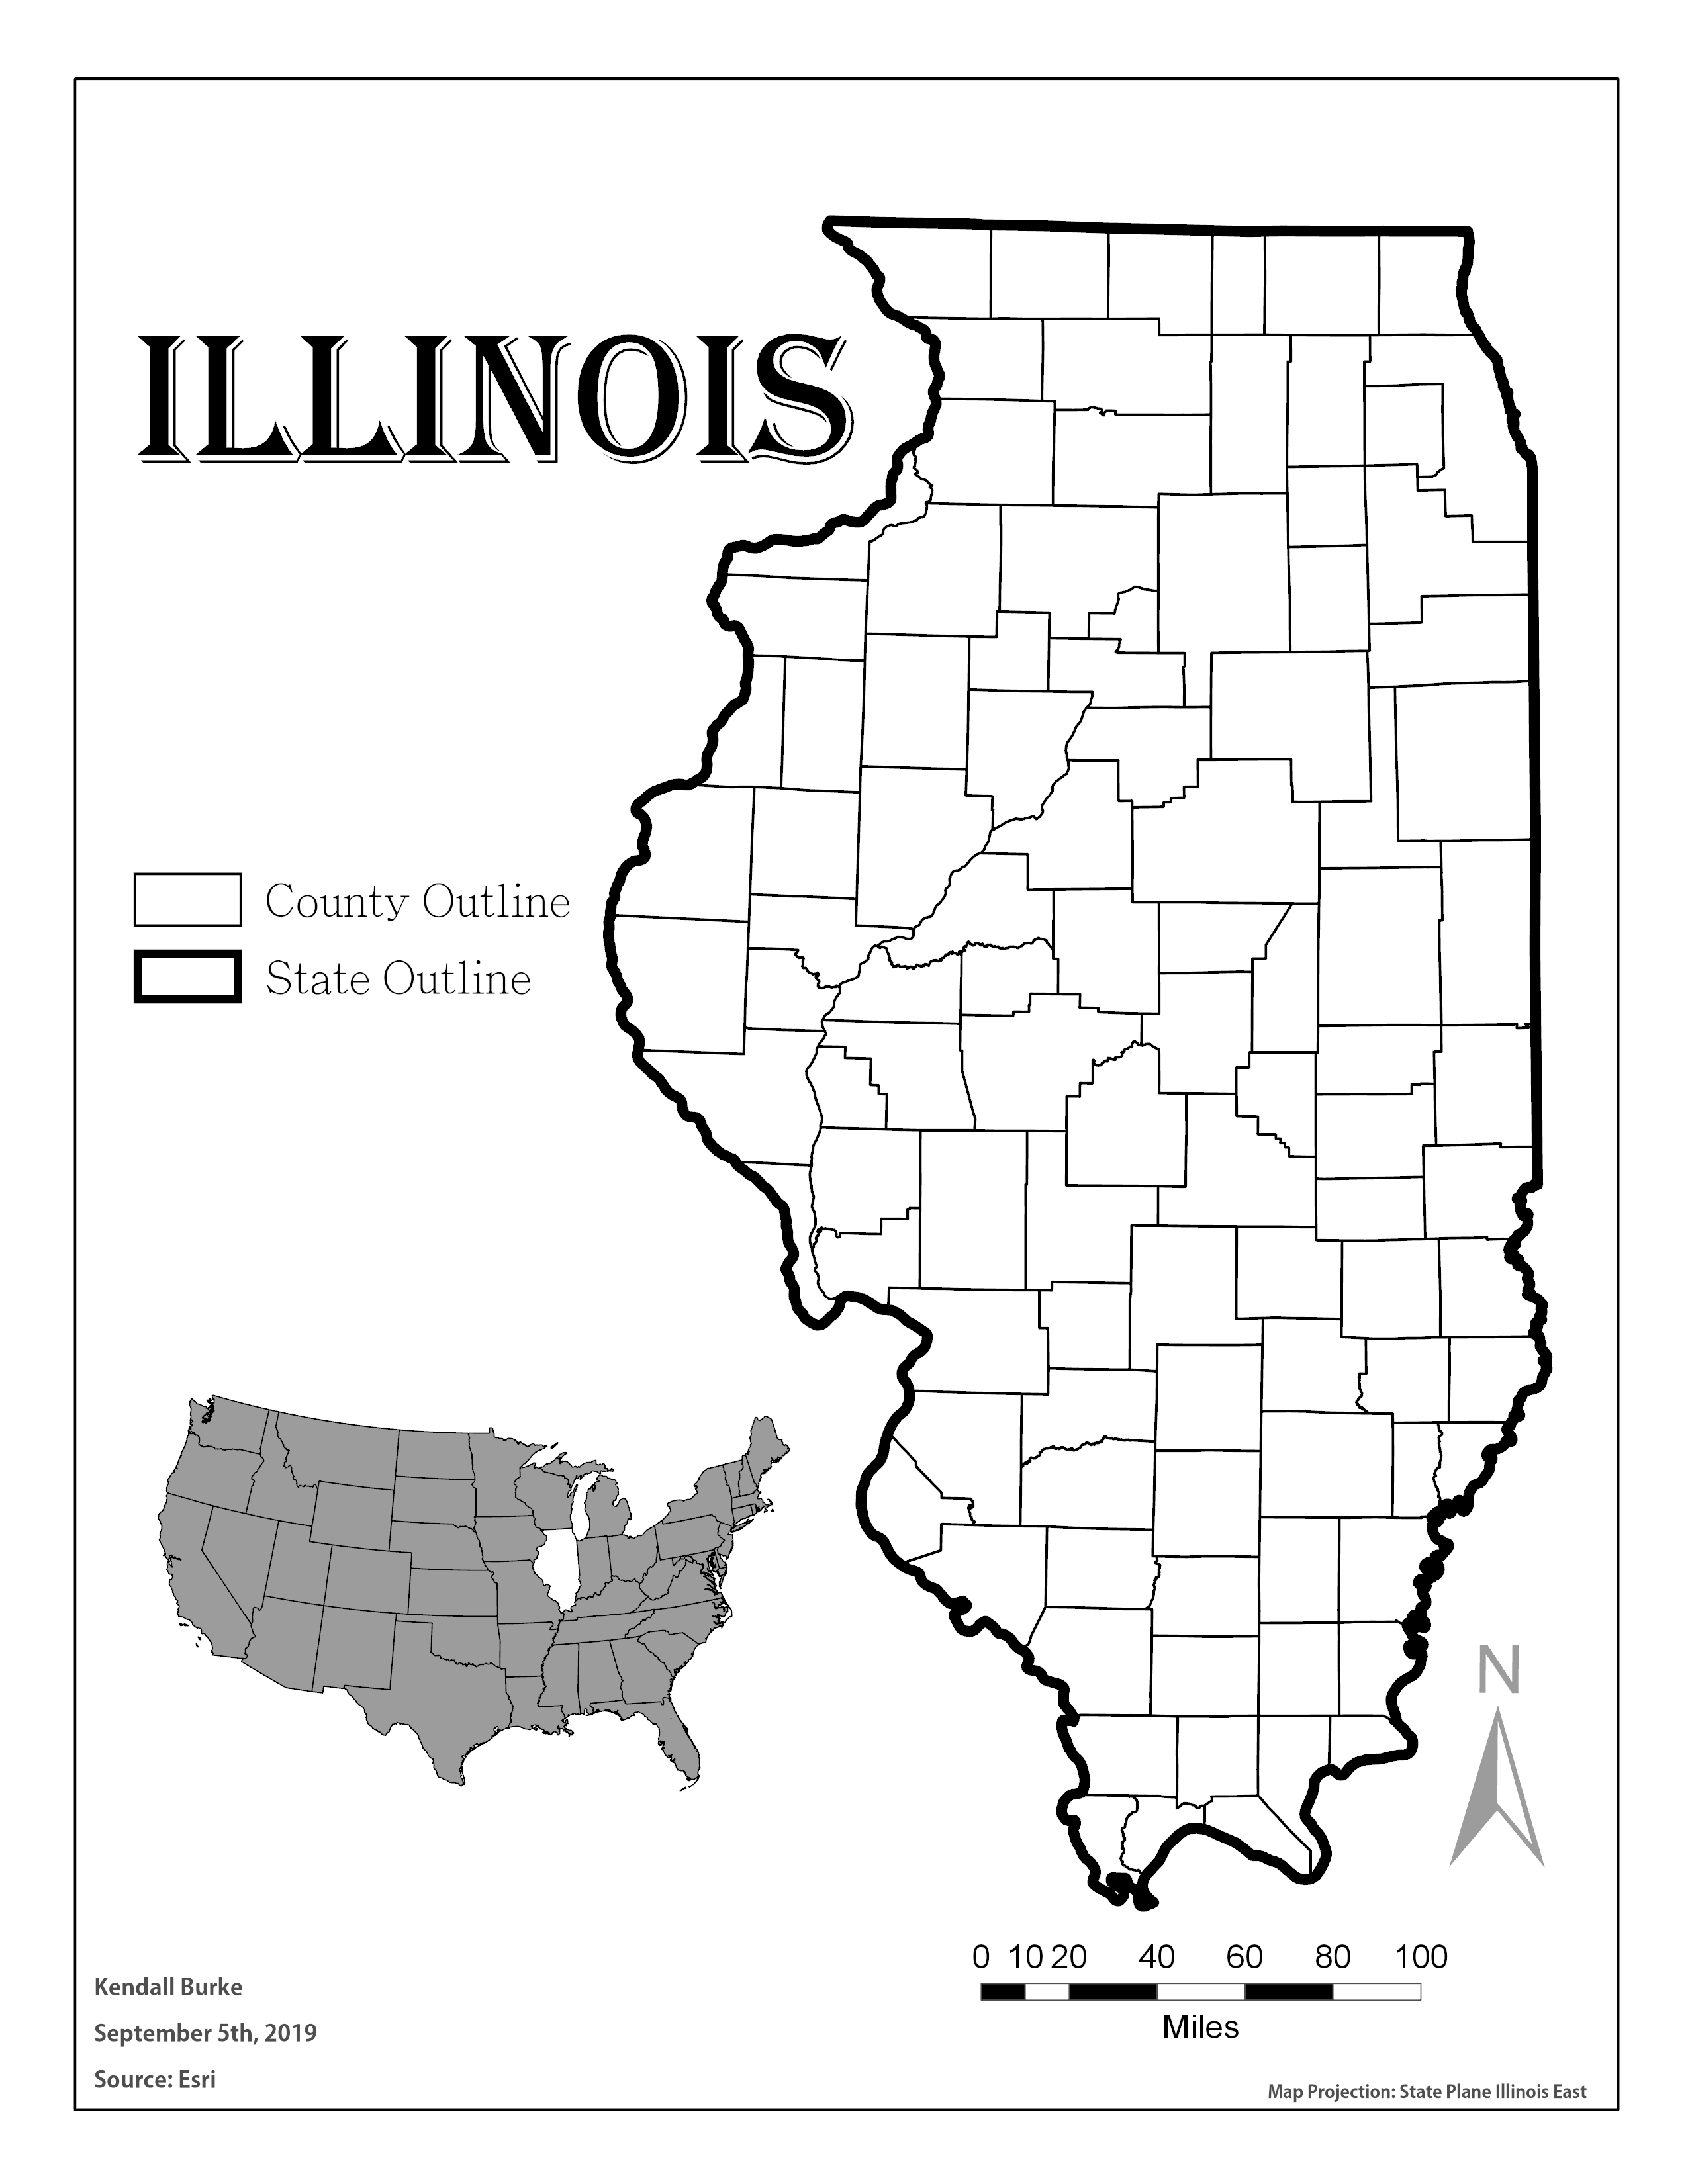 ILLINOIS
County Outline
State Outline
N
0 10 20 40 60 80 100
Miles
Kendall Burke
September 5th, 2019
Source: Esri
Map Projection: State Plane Illinois East